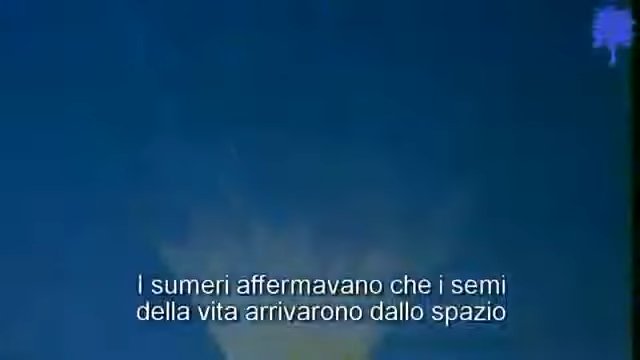 I sumeri affermavano che i semi
della vita arrivarono dallo spazio